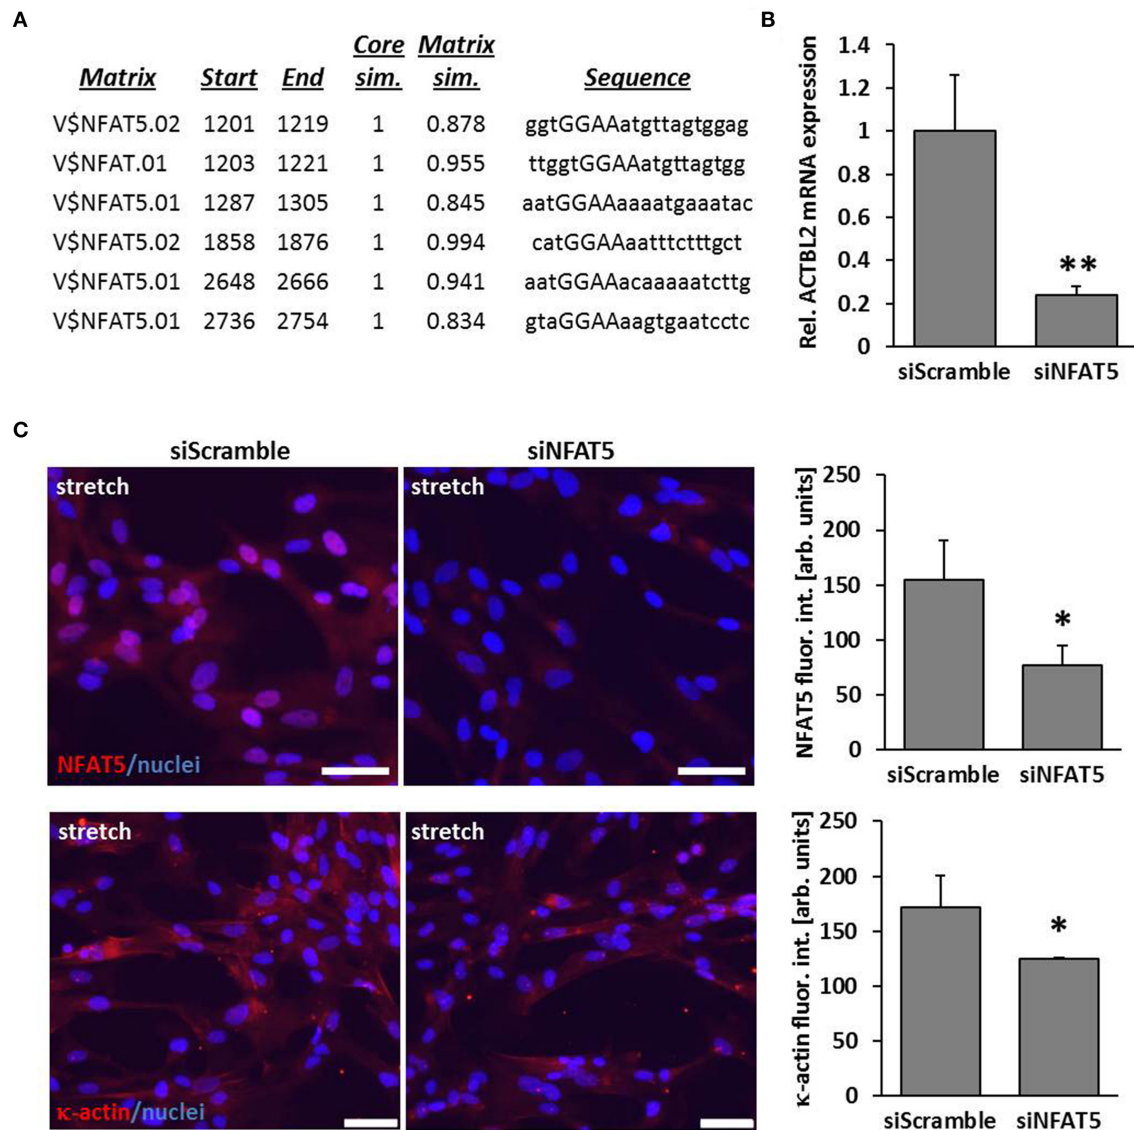 A
Core Matrix
Matrix Start End sim. sim. Sequence
V$NFAT5.02 1201 1219 1 0.878 ggtGGAAatgttagtggag
V$NFAT.01 1203 1221 1 0.955 ttggtGGAAatgttagtgg
V$NFAT5.01 1287 1305 1 0.845 aatGGAAaaaatgaaatac
V$NFAT5.02 1858 1876 1 0.994 catGGAAaatttctttgct
V$NFAT5.01 2648 2666 1 0.941 aatGGAAacaaaaatcttg
V$NFAT5.01 2736 2754 1 0.834 gtaGGAAaagtgaatcctc
B
Rel. ACTBL2 mRNA expression
1.4
1.2
1
0.8
0.6
0.4
0.2
0
**
siScramble siNFAT5
C
siScramble siNFAT5
stretch stretch
NFAT5/nuclei
NFAT5 fluor. int. [arb. units]
250
200
150
100
50
0
*
siScramble siNFAT5
stretch stretch
κ-actin/nuclei
κ-actin fluor. int. [arb. units]
250
200
150
100
50
0
*
siScramble siNFAT5